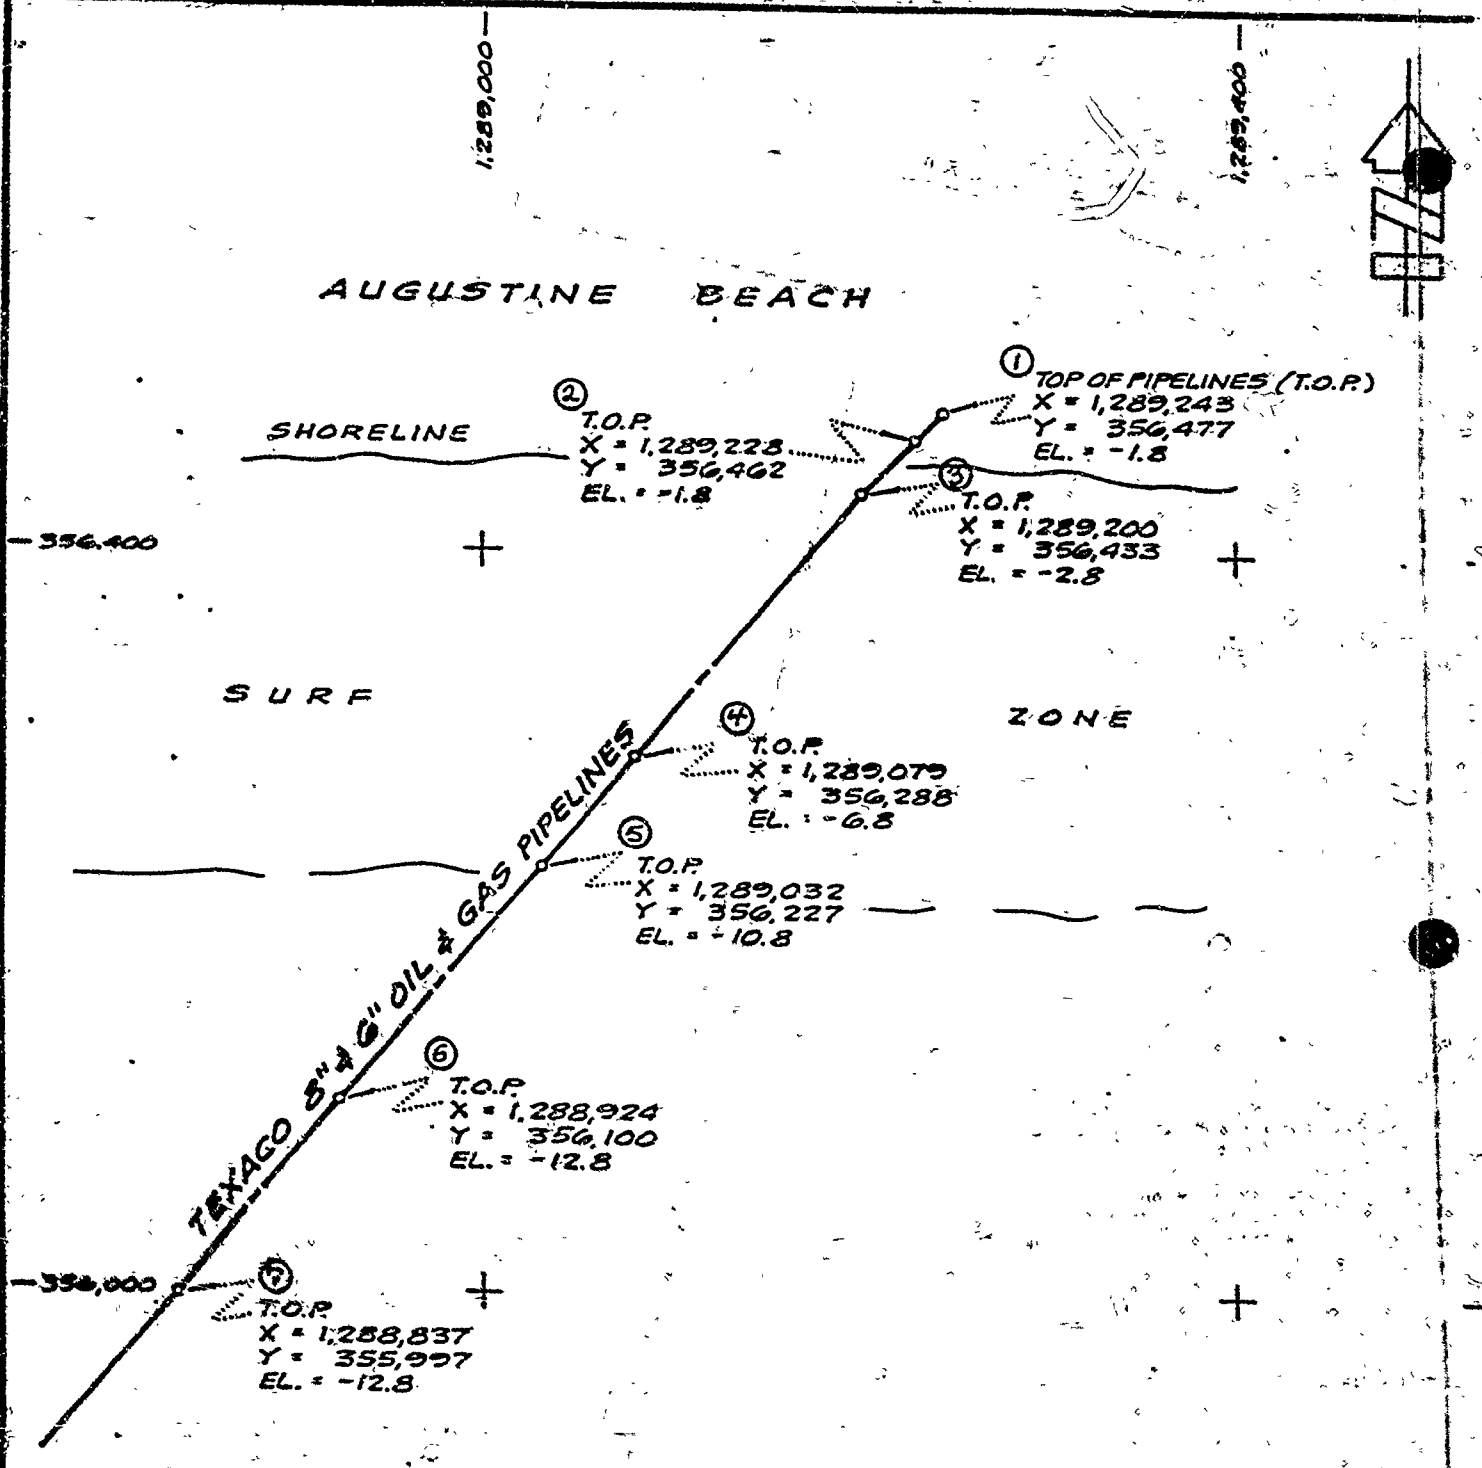 1,289,000
1,289,400
AUGUSTINE BEACH
1
TOP OF PIPELINES (T.O.P.)
X = 1,289,243
Y = 356,477
EL. = -1.8
2
T.O.P.
X = 1,289,228
Y = 356,462
EL. = -1.8
SHORELINE
3
T.O.P.
X = 1,289,200
Y = 356,433
EL. = -2.8
356,400
SURF ZONE
4
T.O.P.
X = 1,289,079
Y = 356,288
EL. = -6.8
5
T.O.P.
X = 1,289,032
Y = 356,227
EL. = -10.8
TEXACO 8" & 6" OIL & GAS PIPELINES
6
T.O.P.
X = 1,288,924
Y = 356,100
EL. = -12.8
356,000
7
T.O.P.
X = 1,288,837
Y = 355,997
EL. = -12.8